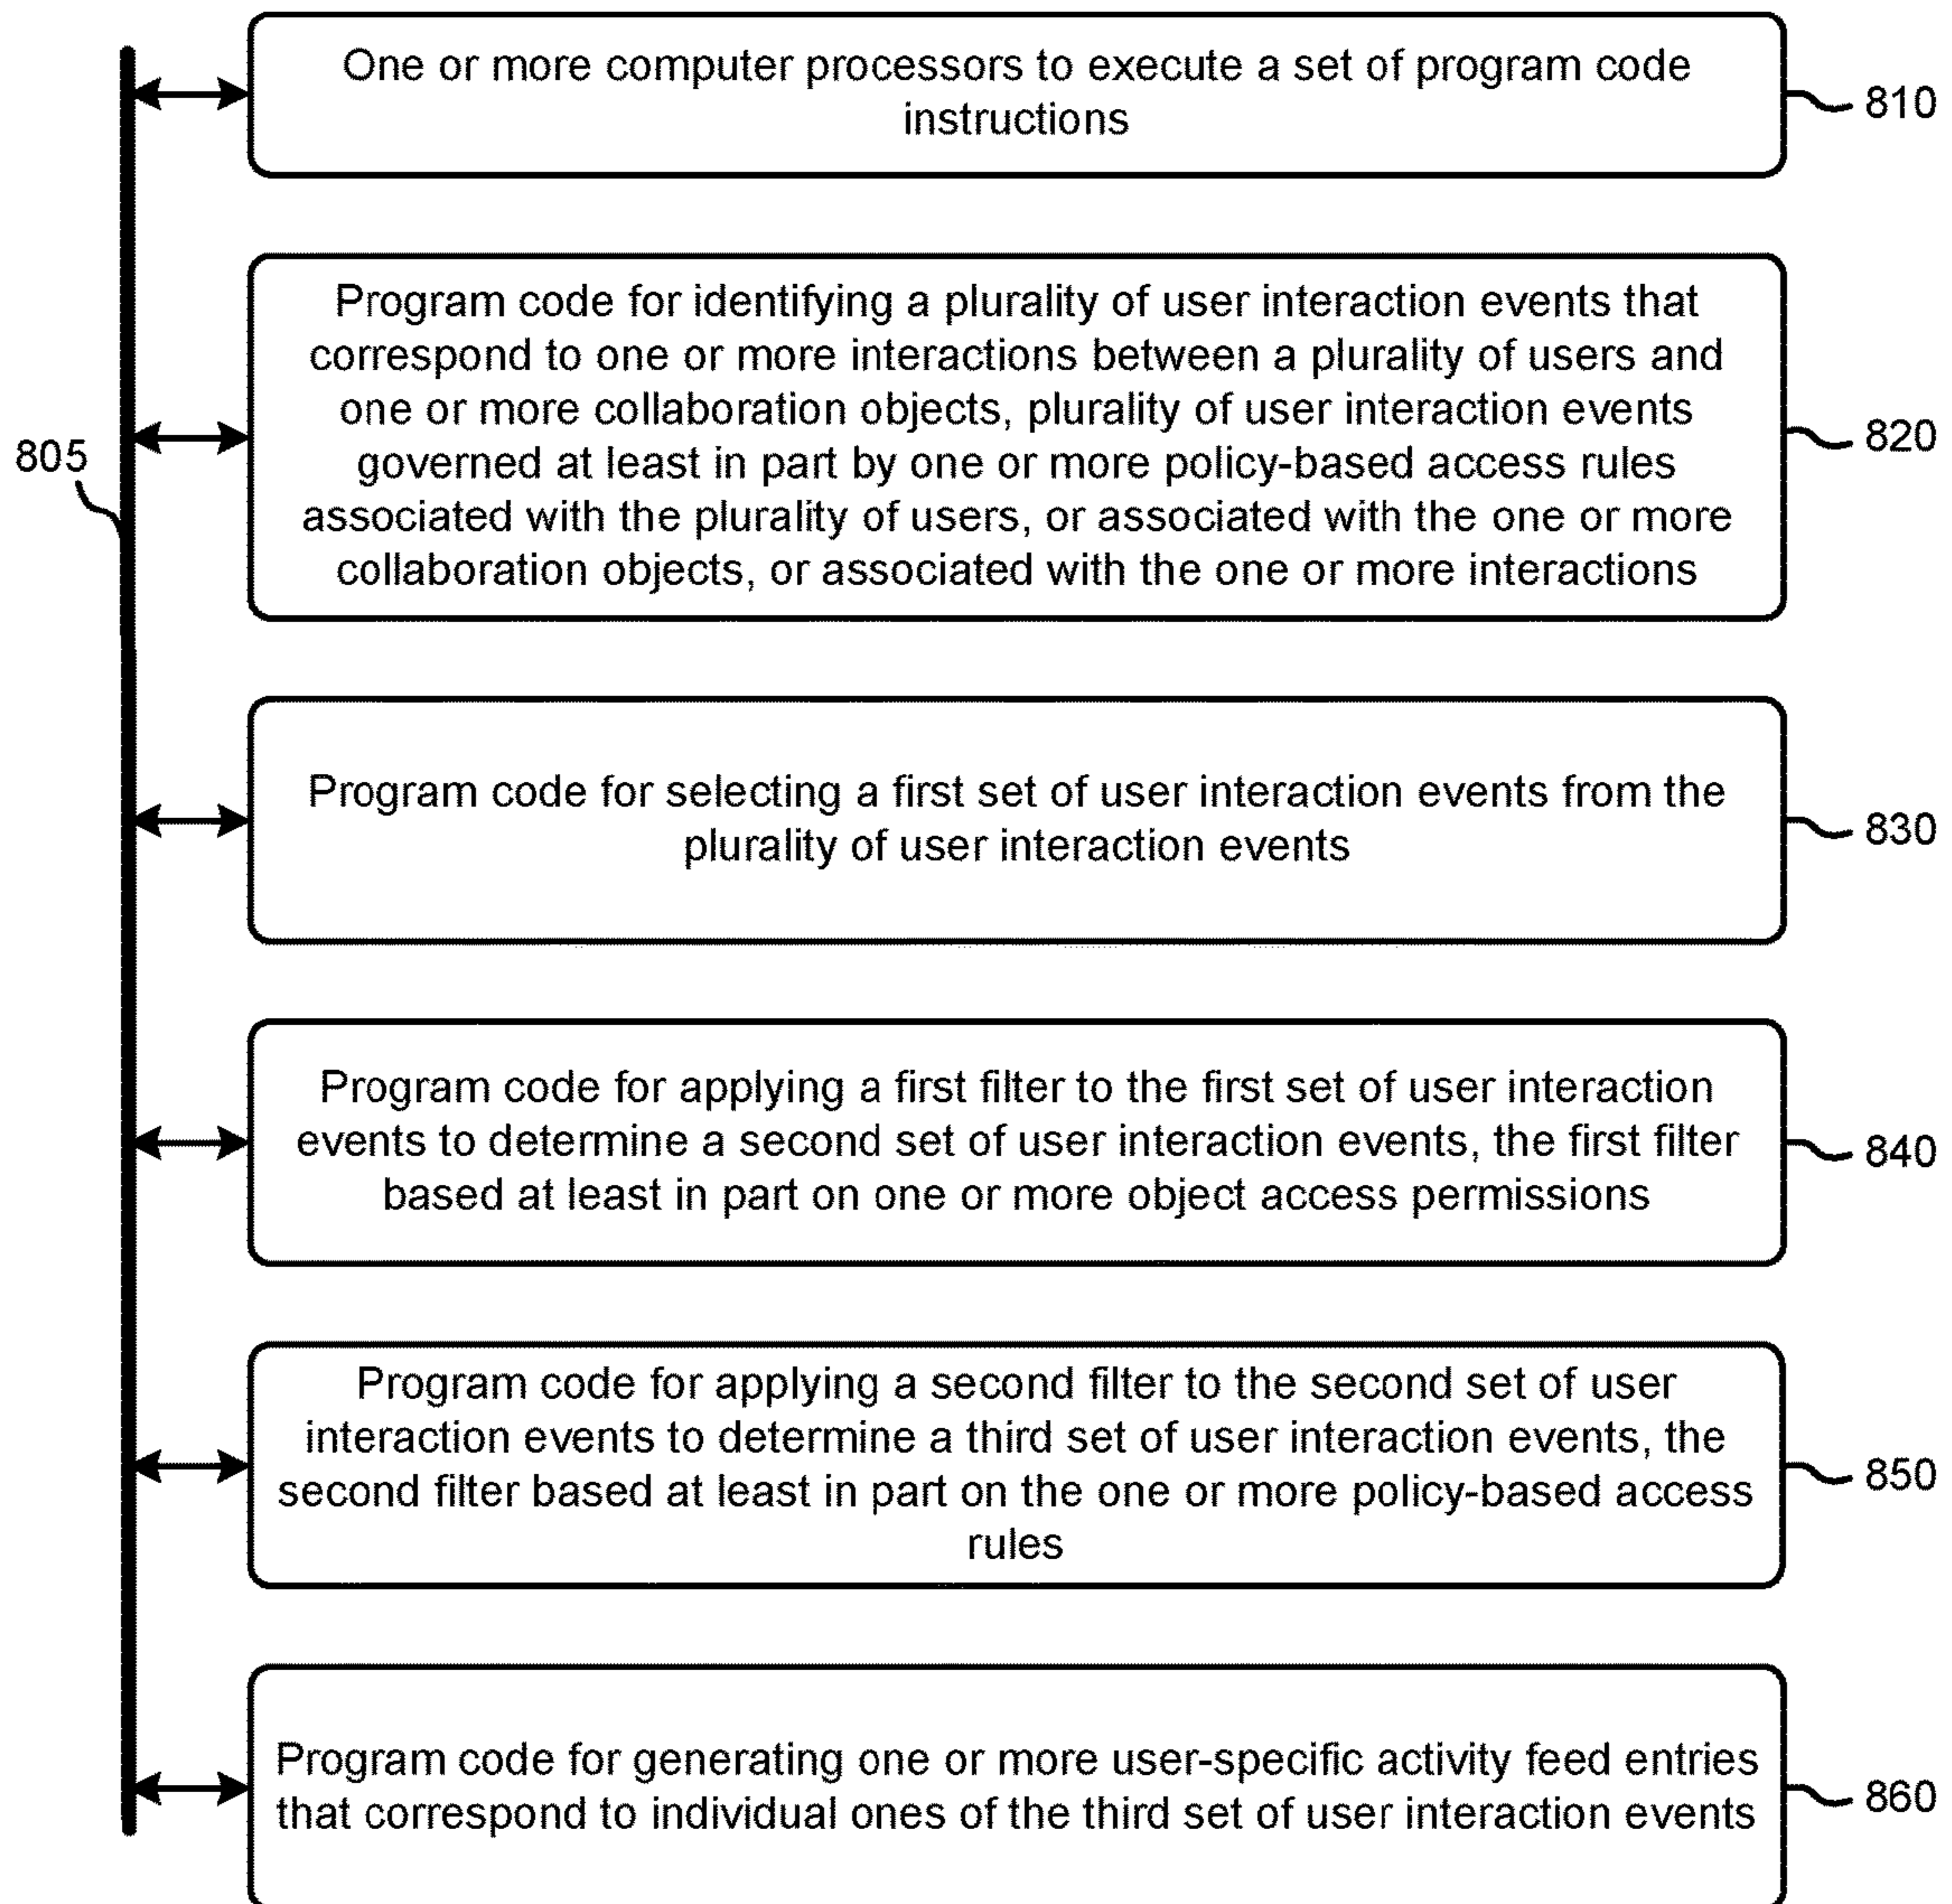 One or more computer processors to execute a set of program code
instructions
810
Program code for identifying a plurality of user interaction events that
correspond to one or more interactions between a plurality of users and
one or more collaboration objects, plurality of user interaction events
governed at least in part by one or more policy-based access rules
associated with the plurality of users, or associated with the one or more
collaboration objects, or associated with the one or more interactions
820
805
Program code for selecting a first set of user interaction events from the
plurality of user interaction events
830
Program code for applying a first filter to the first set of user interaction
events to determine a second set of user interaction events, the first filter
based at least in part on one or more object access permissions
840
Program code for applying a second filter to the second set of user
interaction events to determine a third set of user interaction events, the
second filter based at least in part on the one or more policy-based access
rules
850
Program code for generating one or more user-specific activity feed entries
that correspond to individual ones of the third set of user interaction events
860